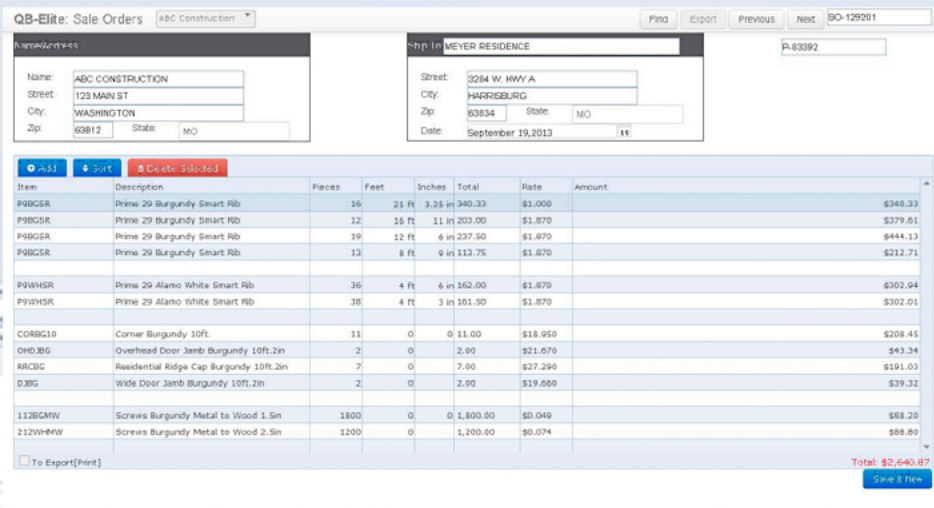 QB-Elite: Sale Orders ABC Construction Find Export Previous Next SO-129201
Name/Address
Ship To MEYER RESIDENCE
P-83392
Name: ABC CONSTRUCTION
Street: 123 MAIN ST
City: WASHINGTON
Zip: 63812 State: MO
Street: 3284 W. HWY A
City: HARRISBURG
Zip: 63834 State: MO
Date: September 19,2013
Add Sort Delete Selected
Item Description Pieces Feet Inches Total Rate Amount
P9BGSR Prime 29 Burgundy Smart Rib 16 21 ft 3.25 in 340.33 $1.000 $340.33
P9BGSR Prime 29 Burgundy Smart Rib 12 16 ft 11 in 203.00 $1.870 $379.61
P9BGSR Prime 29 Burgundy Smart Rib 19 12 ft 6 in 237.50 $1.870 $444.13
P9BGSR Prime 29 Burgundy Smart Rib 13 8 ft 9 in 113.75 $1.870 $212.71
P9WHSR Prime 29 Alamo White Smart Rib 36 4 ft 6 in 162.00 $1.870 $302.94
P9WHSR Prime 29 Alamo White Smart Rib 38 4 ft 3 in 161.50 $1.870 $302.01
CORBG10 Corner Burgundy 10ft. 11 0 0 11.00 $18.950 $208.45
OHDJBG Overhead Door Jamb Burgundy 10ft.2in 2 0 2.00 $21.670 $43.34
RRCBG Residential Ridge Cap Burgundy 10ft.2in 7 0 7.00 $27.290 $191.03
DJBG Wide Door Jamb Burgundy 10ft.2in 2 0 2.00 $19.660 $39.32
112BGMW Screws Burgundy Metal to Wood 1.5in 1800 0 0 1,800.00 $0.049 $88.20
212WHMW Screws Burgundy Metal to Wood 2.5in 1200 0 1,200.00 $0.074 $88.80
To Export[Print] Total: $2,640.87
Save & New